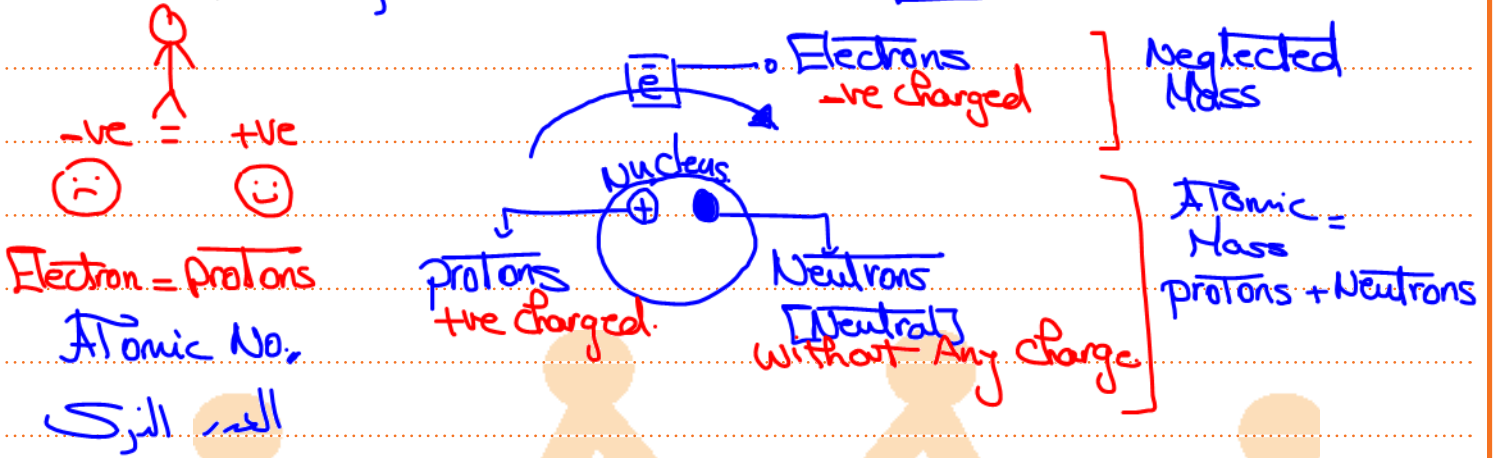 Electrons
-ve charged
Neglected
Mass
e̅
-ve = +ve
Nucleus
+
Electron = protons
protons
+ve charged.
Neutrons
[Neutral]
without Any charge
Atomic =
Mass
protons + Neutrons
Atomic No.
العدد الذري